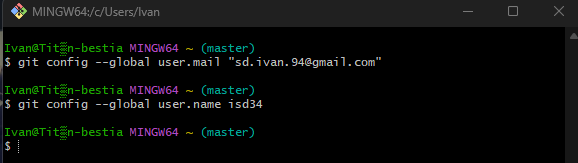 MINGW64:/c/Users/Ivan
Ivan@Tit▒n-bestia MINGW64 ~ (master)
$ git config --global user.mail "sd.ivan.94@gmail.com"
Ivan@Tit▒n-bestia MINGW64 ~ (master)
$ git config --global user.name isd34
Ivan@Tit▒n-bestia MINGW64 ~ (master)
$